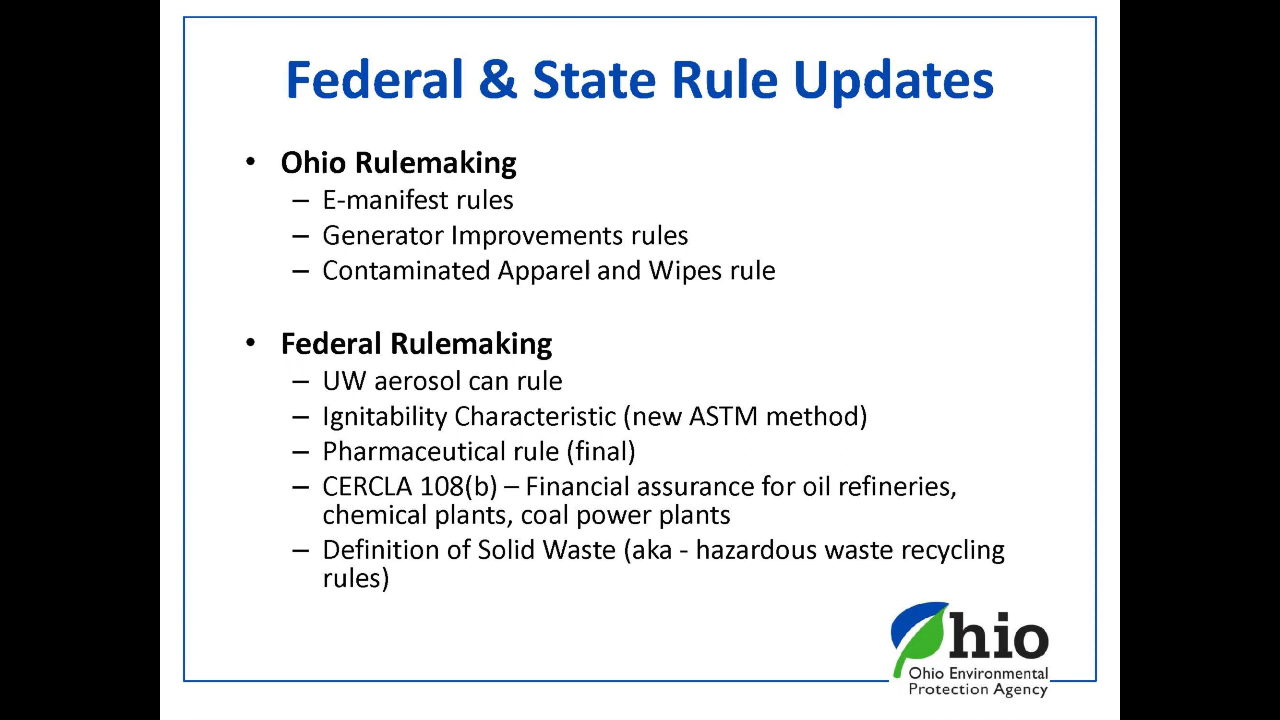 Federal & State Rule Updates
• Ohio Rulemaking
– E-manifest rules
– Generator Improvements rules
– Contaminated Apparel and Wipes rule
• Federal Rulemaking
– UW aerosol can rule
– Ignitability Characteristic (new ASTM method)
– Pharmaceutical rule (final)
– CERCLA 108(b) – Financial assurance for oil refineries,
chemical plants, coal power plants
– Definition of Solid Waste (aka - hazardous waste recycling
rules)
Ohio
Ohio Environmental
Protection Agency